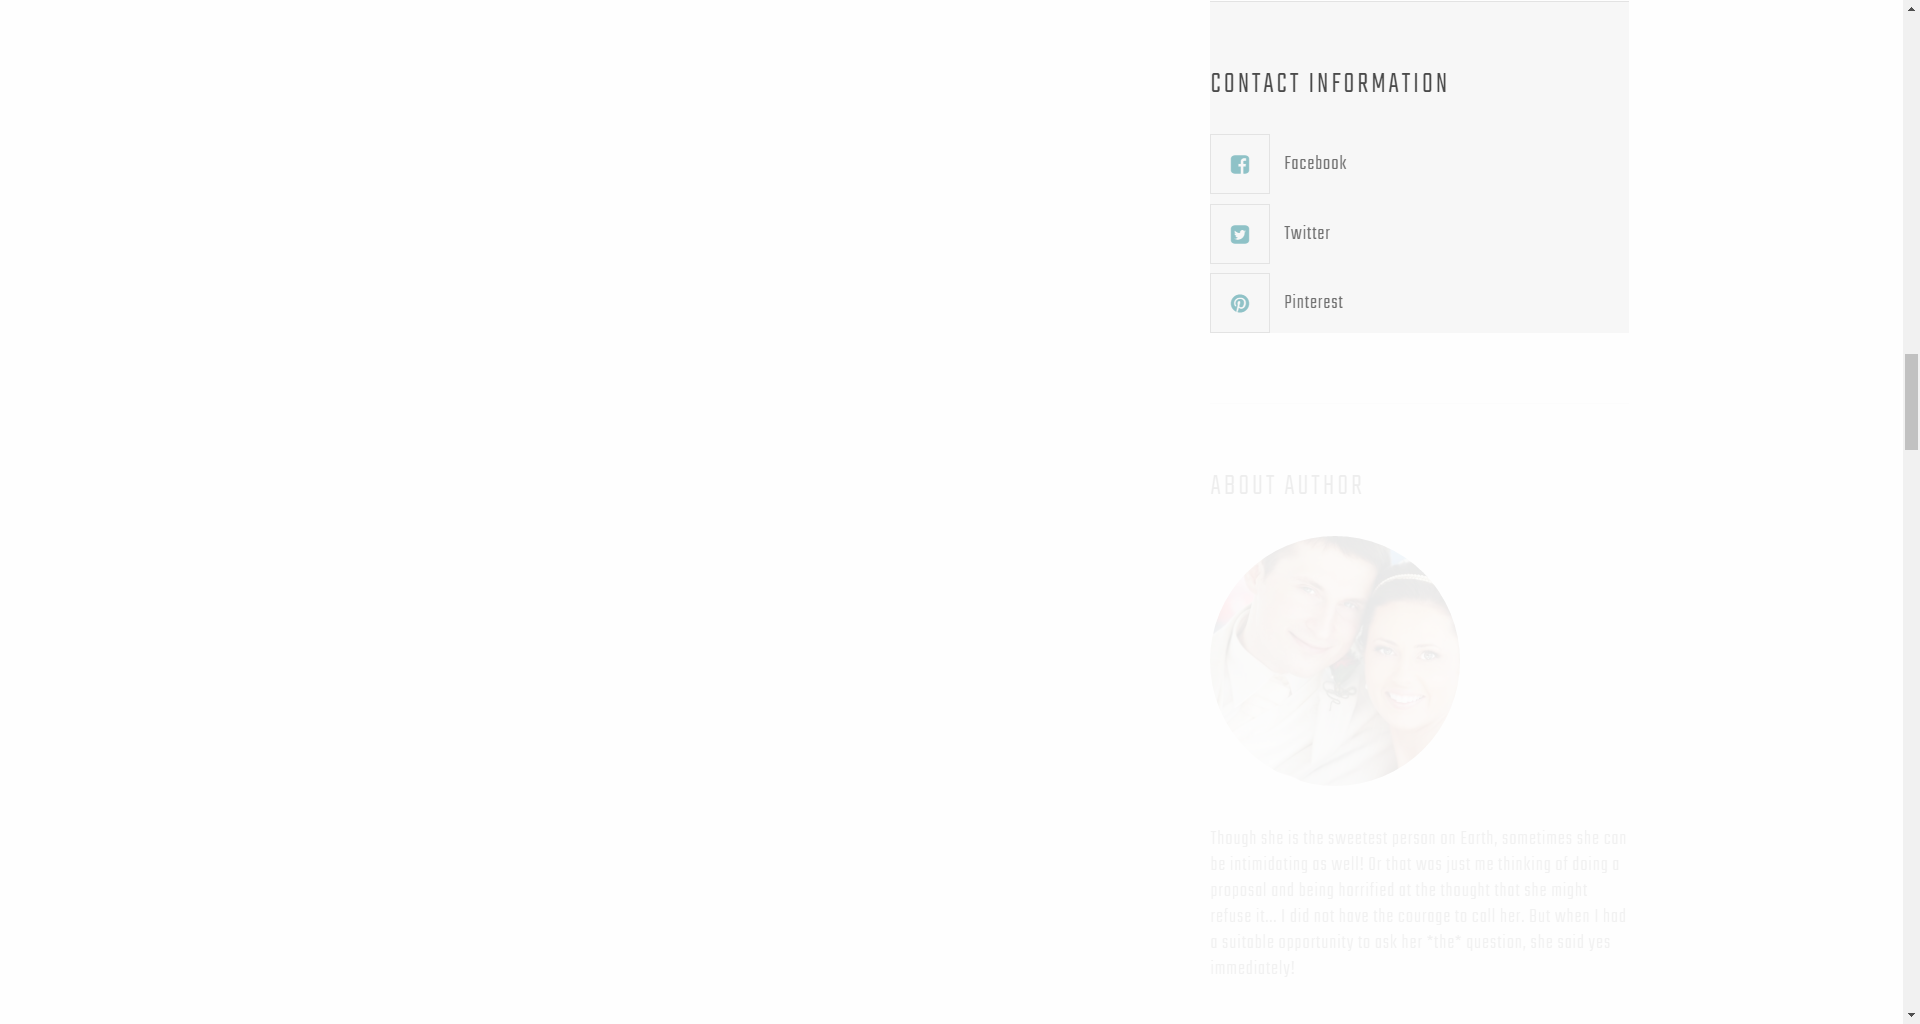 CONTACT INFORMATION
Facebook
Twitter
Pinterest
ABOUT AUTHOR
Though she is the sweetest person on Earth, sometimes she can
be intimidating as well! Or that was just me thinking of doing a
proposal and being horrified at the thought that she might
refuse it... I did not have the courage to call her. But when I had
a suitable opportunity to ask her *the* question, she said yes
immediately!